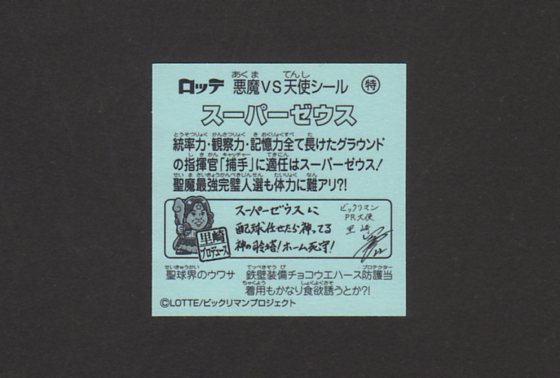 ロッテ 悪魔VS天使シール 特
スーパーゼウス
統率力・観察力・記憶力全て長けたグラウンド
の指揮官「捕手」に適任はスーパーゼウス!
聖魔最強完璧人選も体力に難アリ?!
里崎
プロデュース
スーパーゼウスに
配球任せたら神ってる
神の守塔!ホーム死守!
ビックリマン
PR大使
里崎
聖球界のウワサ 鉄壁装備チョコウエハース防護当
着用もかなり食欲誘うとか?!
©LOTTE/ビックリマンプロジェクト